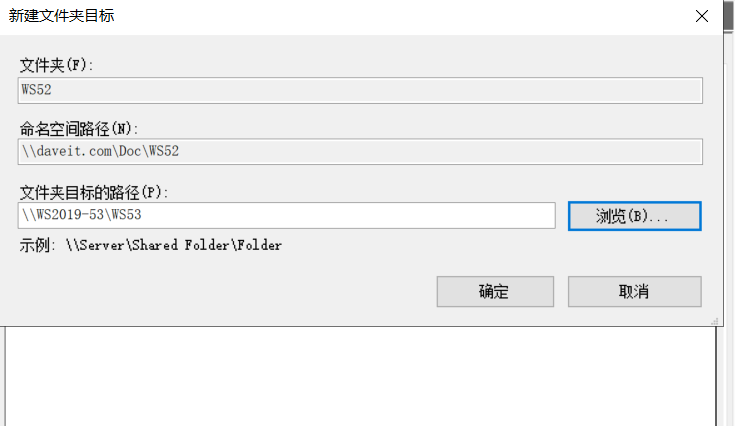 新建文件夹目标
文件夹(F):
WS52
命名空间路径(N):
\\daveit.com\Doc\WS52
文件夹目标的路径(P):
\\WS2019-53\WS53
浏览(B)...
示例: \\Server\Shared Folder\Folder
确定
取消